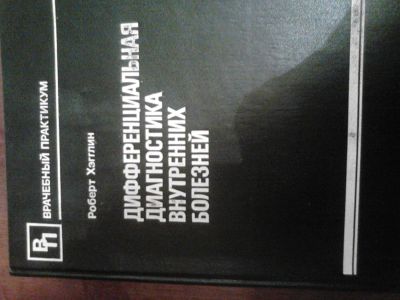 ВП
ВРАЧЕБНЫЙ ПРАКТИКУМ
Роберт Хэгглин
ДИФФЕРЕНЦИАЛЬНАЯ
ДИАГНОСТИКА
ВНУТРЕННИХ
БОЛЕЗНЕЙ